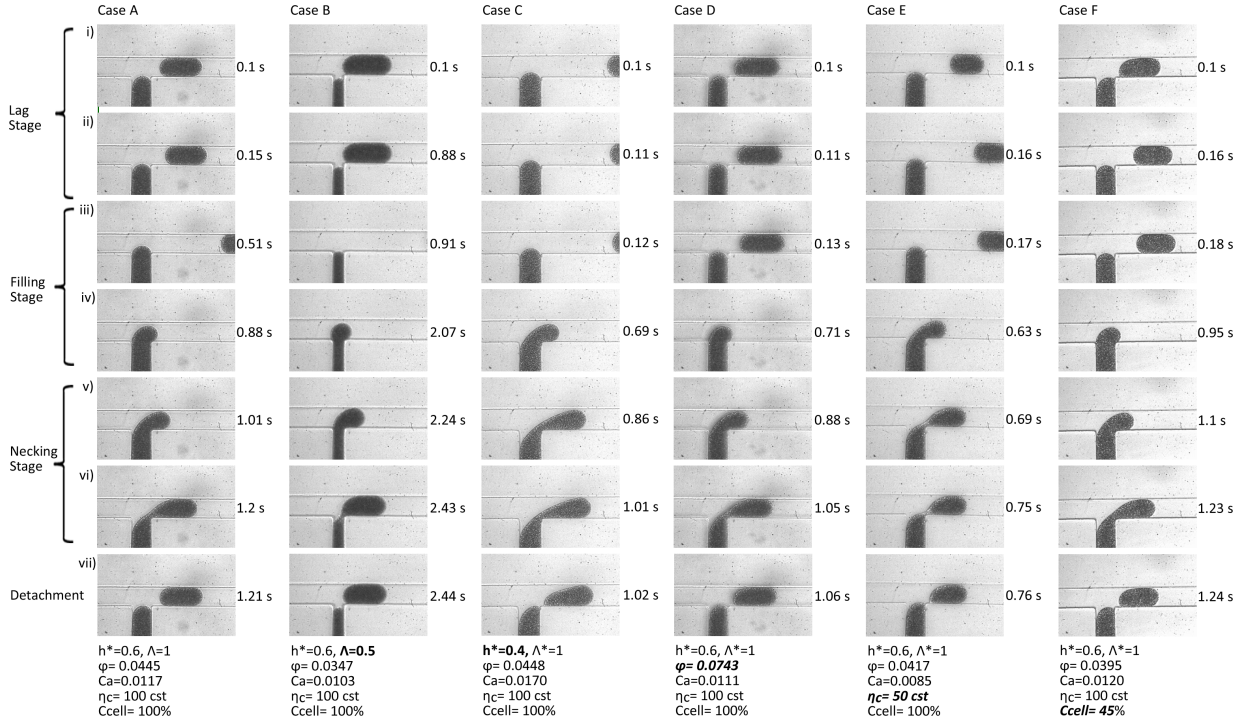 Case A Case B Case C Case D Case E Case F
i)
0.1 s 0.1 s 0.1 s 0.1 s 0.1 s 0.1 s
Lag
Stage
ii)
0.15 s 0.88 s 0.11 s 0.11 s 0.16 s 0.16 s
iii)
0.51 s 0.91 s 0.12 s 0.13 s 0.17 s 0.18 s
Filling
Stage
iv)
0.88 s 2.07 s 0.69 s 0.71 s 0.63 s 0.95 s
v)
1.01 s 2.24 s 0.86 s 0.88 s 0.69 s 1.1 s
Necking
Stage
vi)
1.2 s 2.43 s 1.01 s 1.05 s 0.75 s 1.23 s
vii)
Detachment 1.21 s 2.44 s 1.02 s 1.06 s 0.76 s 1.24 s
h*=0.6, Λ=1 h*=0.6, Λ=0.5 h*=0.4, Λ*=1 h*=0.6, Λ*=1 h*=0.6, Λ*=1 h*=0.6, Λ*=1
φ= 0.0445 φ= 0.0347 φ= 0.0448 φ= 0.0743 φ= 0.0417 φ= 0.0395
Ca=0.0117 Ca=0.0103 Ca=0.0170 Ca=0.0111 Ca=0.0085 Ca=0.0120
ηc= 100 cst ηc= 100 cst ηc= 100 cst ηc= 100 cst ηc= 50 cst ηc= 100 cst
Ccell= 100% Ccell= 100% Ccell= 100% Ccell= 100% Ccell= 100% Ccell= 45%